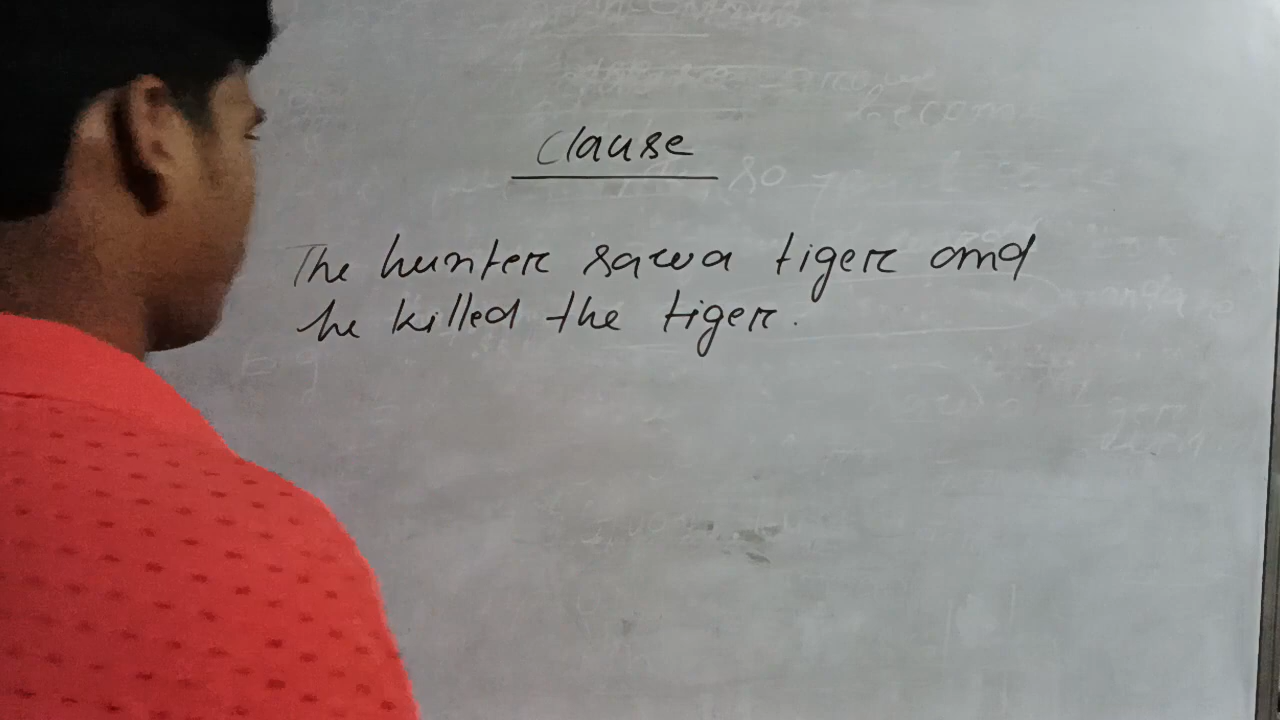 Clause
The hunter saw a tiger and
he killed the tiger.